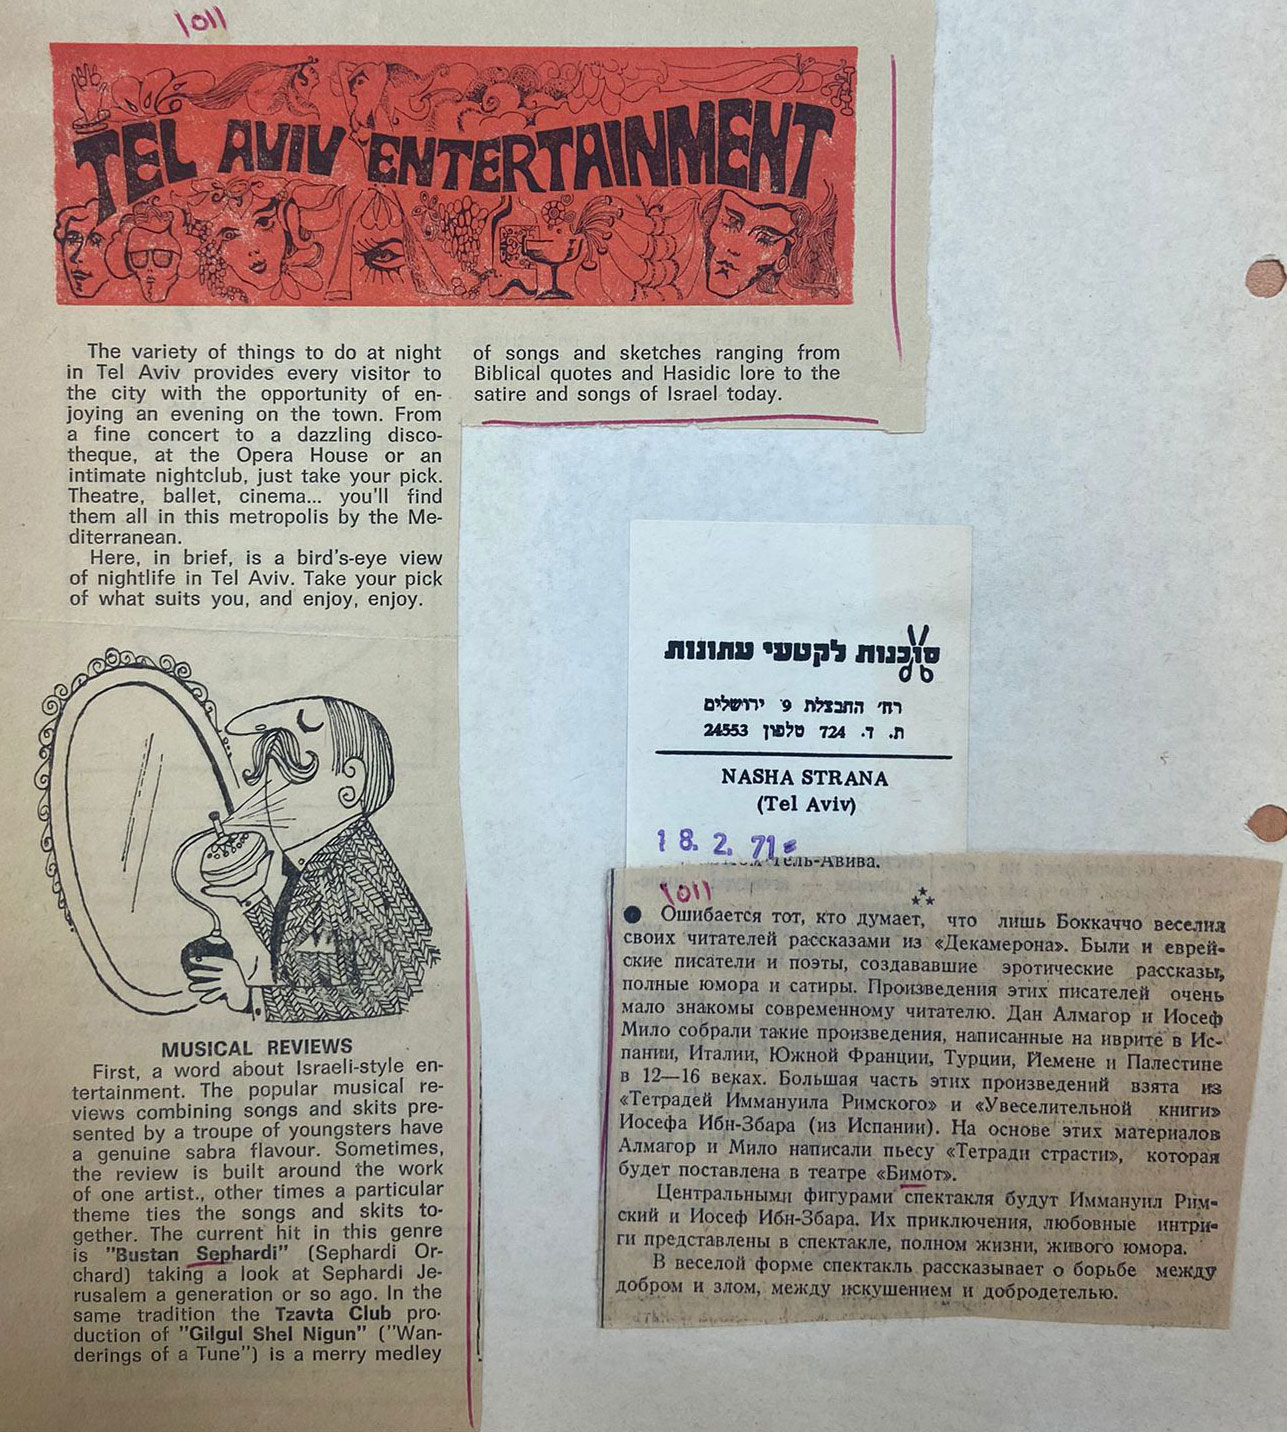 1011
TEL AVIV ENTERTAINMENT
The variety of things to do at night
in Tel Aviv provides every visitor to
the city with the opportunity of en-
joying an evening on the town. From
a fine concert to a dazzling disco-
theque, at the Opera House or an
intimate nightclub, just take your pick.
Theatre, ballet, cinema... you'll find
them all in this metropolis by the Me-
diterranean.
Here, in brief, is a bird's-eye view
of nightlife in Tel Aviv. Take your pick
of what suits you, and enjoy, enjoy.
MUSICAL REVIEWS
First, a word about Israeli-style en-
tertainment. The popular musical re-
views combining songs and skits pre-
sented by a troupe of youngsters have
a genuine sabra flavour. Sometimes,
the review is built around the work
of one artist., other times a particular
theme ties the songs and skits to-
gether. The current hit in this genre
is "Bustan Sephardi" (Sephardi Or-
chard) taking a look at Sephardi Je-
rusalem a generation or so ago. In the
same tradition the Tzavta Club pro-
duction of "Gilgul Shel Nigun" ("Wan-
derings of a Tune") is a merry medley
of songs and sketches ranging from
Biblical quotes and Hasidic lore to the
satire and songs of Israel today.
סוכנות לקטעי עתונות
רח' החבצלת 9 ירושלים
ת. ד. 724 טלפון 24553
NASHA STRANA
(Tel Aviv)
18. 2. 71
Тель-Авива.
1011
Ошибается тот, кто думает, что лишь Боккаччо веселил
своих читателей рассказами из «Декамерона». Были и еврей-
ские писатели и поэты, создававшие эротические рассказы,
полные юмора и сатиры. Произведения этих писателей очень
мало знакомы современному читателю. Дан Алмагор и Иосеф
Мило собрали такие произведения, написанные на иврите в Ис-
пании, Италии, Южной Франции, Турции, Йемене и Палестине
в 12—16 веках. Большая часть этих произведений взята из
«Тетрадей Иммануила Римского» и «Увеселительной книги»
Иосефа Ибн-Збара (из Испании). На основе этих материалов
Алмагор и Мило написали пьесу «Тетради страсти», которая
будет поставлена в театре «Бимот».
Центральными фигурами спектакля будут Иммануил Рим-
ский и Иосеф Ибн-Збара. Их приключения, любовные интри-
ги представлены в спектакле, полном жизни, живого юмора.
В веселой форме спектакль рассказывает о борьбе между
добром и злом, между искушением и добродетелью.